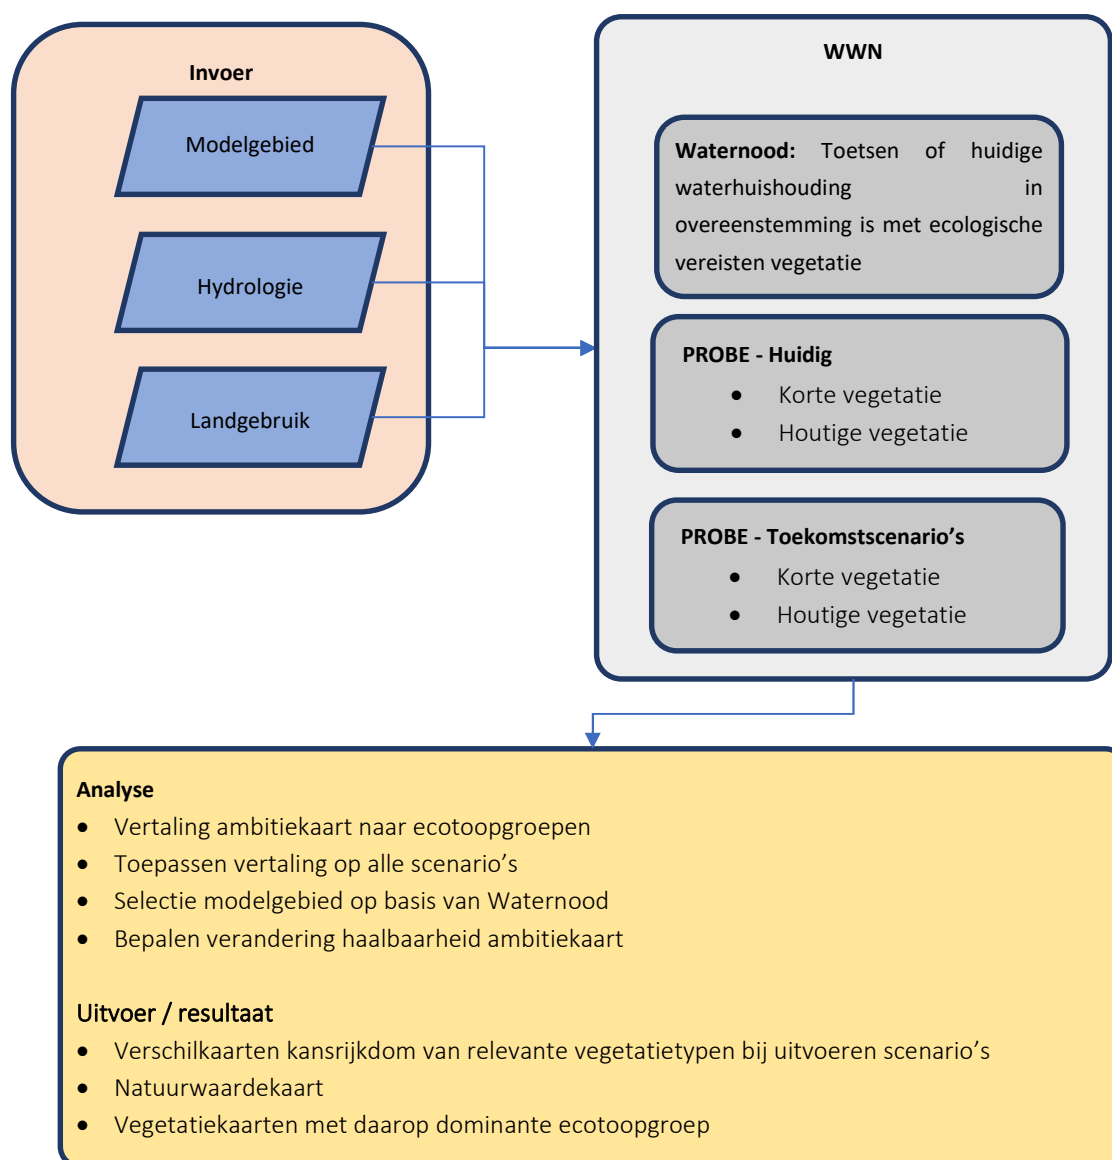 Invoer
Modelgebied
Hydrologie
Landgebruik
WWN
Waternood: Toetsen of huidige
waterhuishouding in
overeenstemming is met ecologische
vereisten vegetatie
PROBE - Huidig
• Korte vegetatie
• Houtige vegetatie
PROBE - Toekomstscenario’s
• Korte vegetatie
• Houtige vegetatie
Analyse
• Vertaling ambitiekaart naar ecotoopgroepen
• Toepassen vertaling op alle scenario’s
• Selectie modelgebied op basis van Waternood
• Bepalen verandering haalbaarheid ambitiekaart
Uitvoer / resultaat
• Verschilkaarten kansrijkdom van relevante vegetatietypen bij uitvoeren scenario’s
• Natuurwaardekaart
• Vegetatiekaarten met daarop dominante ecotoopgroep